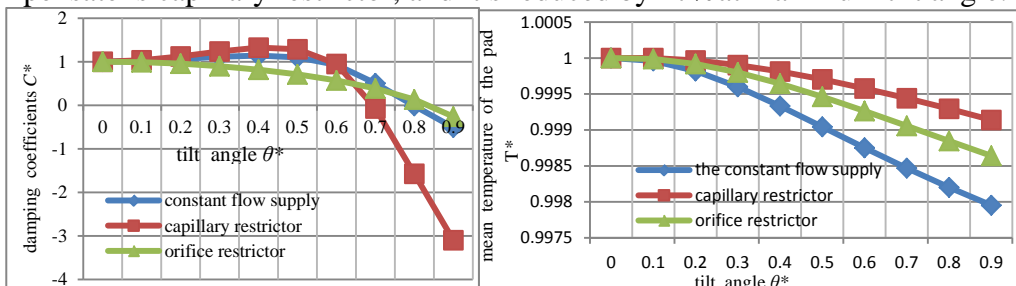 capillary restrictor, and
2
1
0
-1
-2
-3
-4
0 0.1 0.2 0.3 0.4 0.5 0.6 0.7 0.8 0.9
damping coefficients C*
tilt angle θ*
constant flow supply
capillary restrictor
orifice restrictor
1.0005
1
0.9995
0.999
0.9985
0.998
0.9975
0 0.1 0.2 0.3 0.4 0.5 0.6 0.7 0.8 0.9
mean temperature of the pad
T*
tilt angle θ*
the constant flow supply
capillary restrictor
orifice restrictor